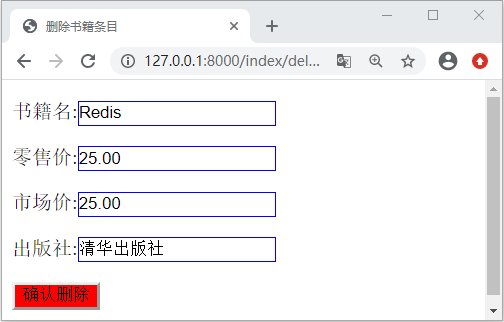 删除书籍条目
127.0.0.1:8000/index/del...
书籍名:Redis
零售价:25.00
市场价:25.00
出版社:清华出版社
确认删除